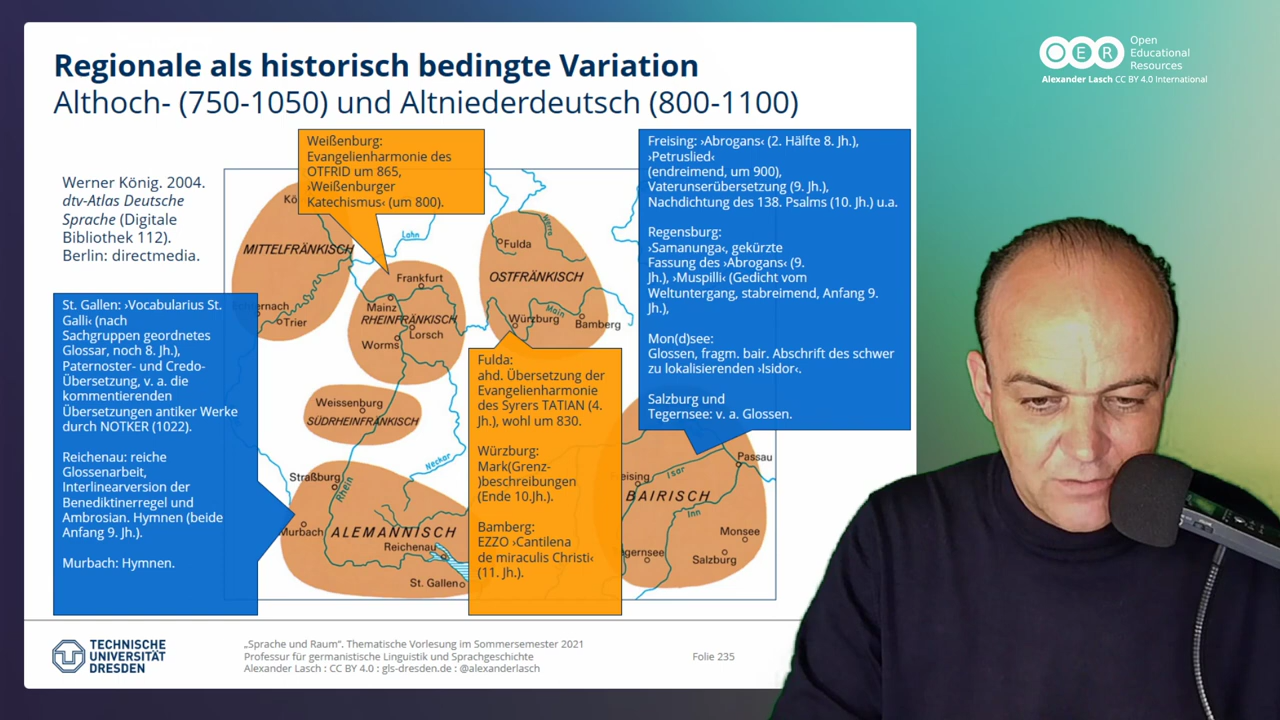 Regionale als historisch bedingte Variation
Althoch- (750-1050) und Altniederdeutsch (800-1100)
OER
Open
Educational
Resources
Alexander Lasch CC BY 4.0 International
Werner König. 2004.
dtv-Atlas Deutsche
Sprache (Digitale
Bibliothek 112).
Berlin: directmedia.
Weißenburg:
Evangelienharmonie des
OTFRID um 865,
›Weißenburger
Katechismus‹ (um 800).
Freising: ›Abrogans‹ (2. Hälfte 8. Jh.),
›Petruslied‹
(endreimend, um 900),
Vaterunserübersetzung (9. Jh.),
Nachdichtung des 138. Psalms (10. Jh.) u.a.
Regensburg:
›Samanunga‹, gekürzte
Fassung des ›Abrogans‹ (9.
Jh.), ›Muspilli‹ (Gedicht vom
Weltuntergang, stabreimend, Anfang 9.
Jh.),
Mon(d)see:
Glossen, fragm. bair. Abschrift des schwer
zu lokalisierenden ›Isidor‹.
Salzburg und
Tegernsee: v. a. Glossen.
St. Gallen: ›Vocabularius St.
Galli‹ (nach
Sachgruppen geordnetes
Glossar, noch 8. Jh.),
Paternoster- und Credo-
Übersetzung, v. a. die
kommentierenden
Übersetzungen antiker Werke
durch NOTKER (1022).
Reichenau: reiche
Glossenarbeit,
Interlinearversion der
Benediktinerregel und
Ambrosian. Hymnen (beide
Anfang 9. Jh.).
Murbach: Hymnen.
Fulda:
ahd. Übersetzung der
Evangelienharmonie
des Syrers TATIAN (4.
Jh.), wohl um 830.
Würzburg:
Mark(Grenz-
)beschreibungen
(Ende 10.Jh.).
Bamberg:
EZZO ›Cantilena
de miraculis Christi‹
(11. Jh.).
Kö
MITTELFRÄNKISCH
Lahn
ernach
Trier
Frankfurt
Mainz
RHEINFRÄNKISCH
Lorsch
Worms
Fulda
Werra
OSTFRÄNKISCH
Main
Würzburg
Bamberg
Weissenburg
SÜDRHEINFRÄNKISCH
Neckar
Straßburg
Rhein
ALEMANNISCH
Murbach
Reichenau
St. Gallen
Passau
eising
Isar
BAIRISCH
Inn
Monsee
gernsee
Salzburg
TECHNISCHE
UNIVERSITÄT
DRESDEN
„Sprache und Raum“. Thematische Vorlesung im Sommersemester 2021
Professur für germanistische Linguistik und Sprachgeschichte
Alexander Lasch : CC BY 4.0 : gls-dresden.de : @alexanderlasch
Folie 235